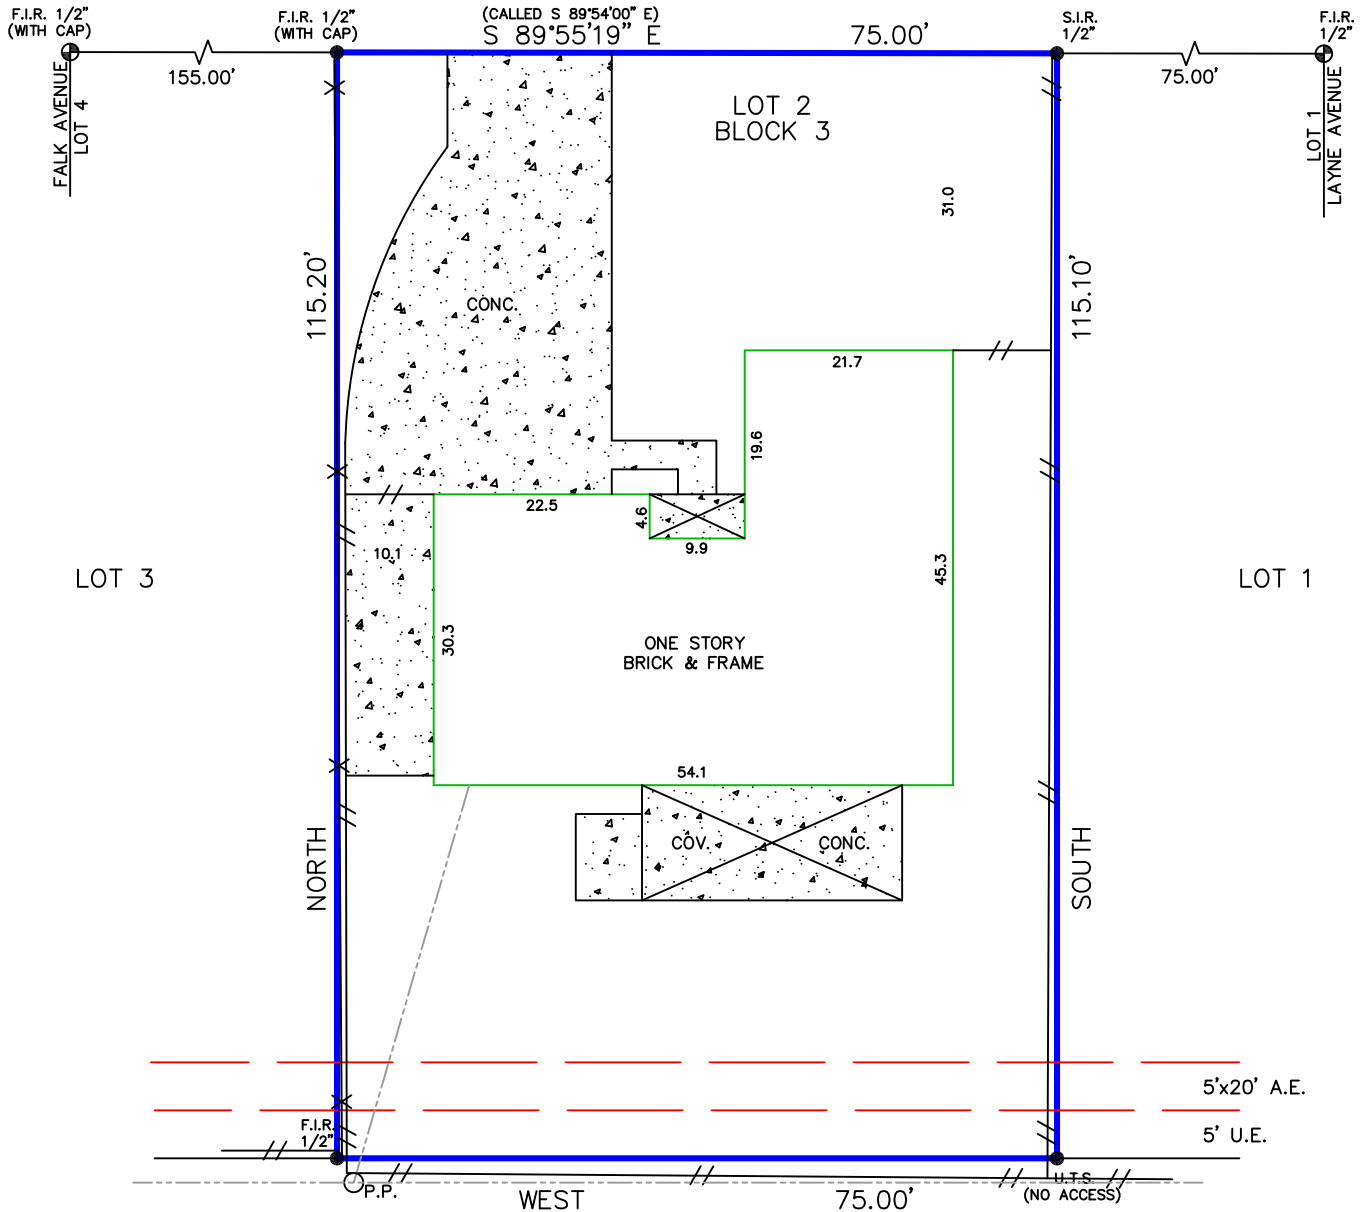 F.I.R. 1/2"
(WITH CAP)
F.I.R. 1/2"
(WITH CAP)
(CALLED S 89°54'00" E)
S 89°55'19" E
75.00'
S.I.R.
1/2"
F.I.R.
1/2"
155.00'
75.00'
FALK AVENUE
LOT 4
LOT 1
LAYNE AVENUE
LOT 2
BLOCK 3
31.0
115.20'
115.10'
CONC.
21.7
19.6
22.5
4.6
9.9
10.1
45.3
LOT 3
LOT 1
30.3
ONE STORY
BRICK & FRAME
54.1
COV.
CONC.
NORTH
SOUTH
5'x20' A.E.
F.I.R.
1/2"
5' U.E.
P.P.
WEST
75.00'
U.T.S.
(NO ACCESS)